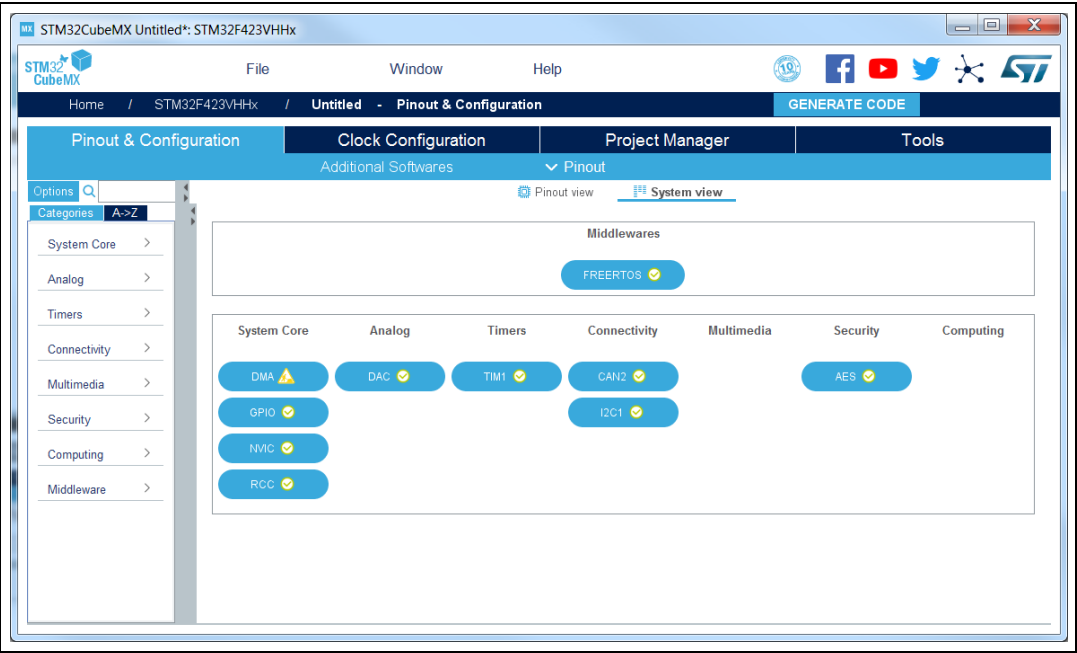 MX STM32CubeMX Untitled*: STM32F423VHHx
STM32 CubeMX
File Window Help
10
Home / STM32F423VHHx / Untitled - Pinout & Configuration GENERATE CODE
Pinout & Configuration Clock Configuration Project Manager Tools
Additional Softwares Pinout
Options
Pinout view System view
Categories A->Z
System Core
Analog
Timers
Connectivity
Multimedia
Security
Computing
Middleware
Middlewares
FREERTOS
System Core Analog Timers Connectivity Multimedia Security Computing
DMA DAC TIM1 CAN2 AES
GPIO I2C1
NVIC
RCC